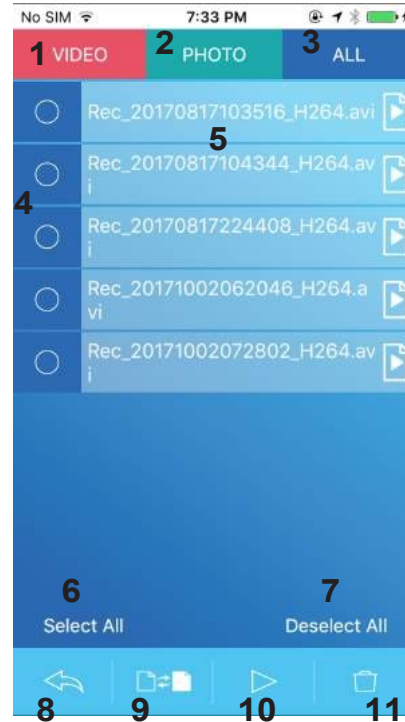 No SIM 7:33 PM
1 VIDEO 2 PHOTO 3 ALL
Rec_20170817103516_H264.avi
5
Rec_20170817104344_H264.av
i
4
Rec_20170817224408_H264.av
i
Rec_20171002062046_H264.a
vi
Rec_20171002072802_H264.av
i
6 7
Select All Deselect All
8 9 10 11